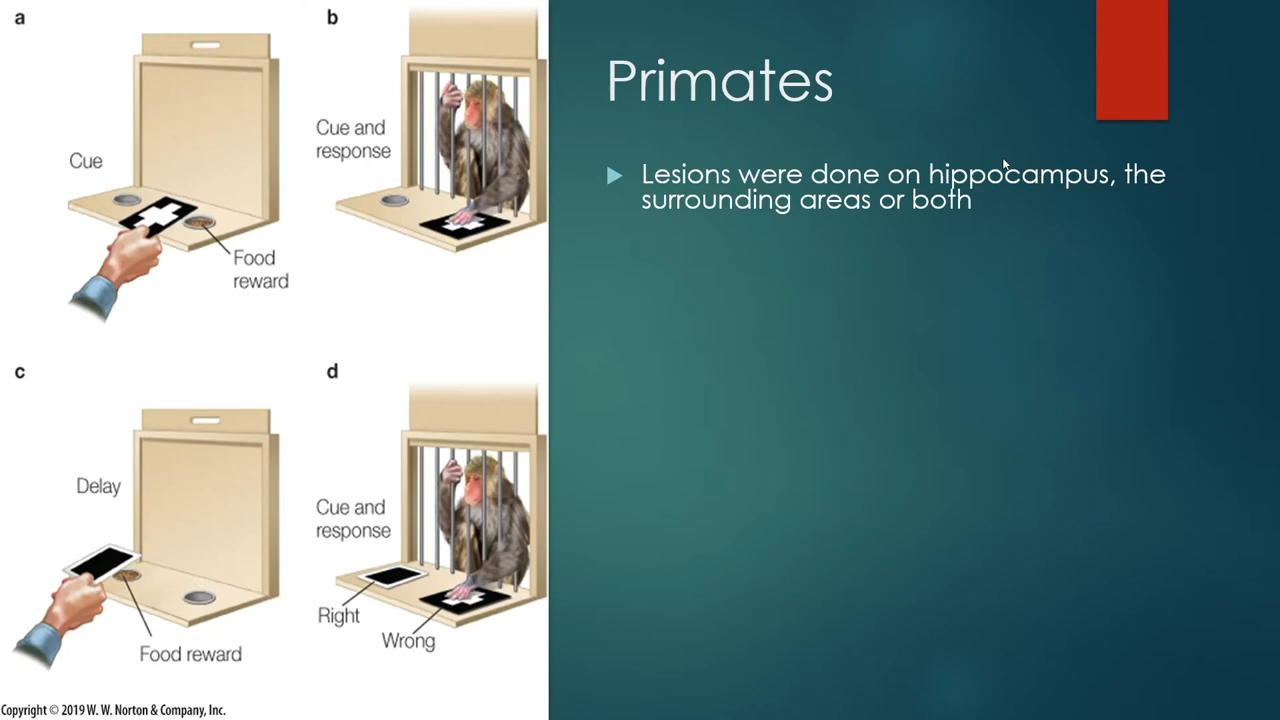 a
Cue
Food
reward
b
Cue and
response
c
Delay
Food reward
d
Cue and
response
Right
Wrong
Copyright © 2019 W. W. Norton & Company, Inc.
Primates
Lesions were done on hippocampus, the
surrounding areas or both